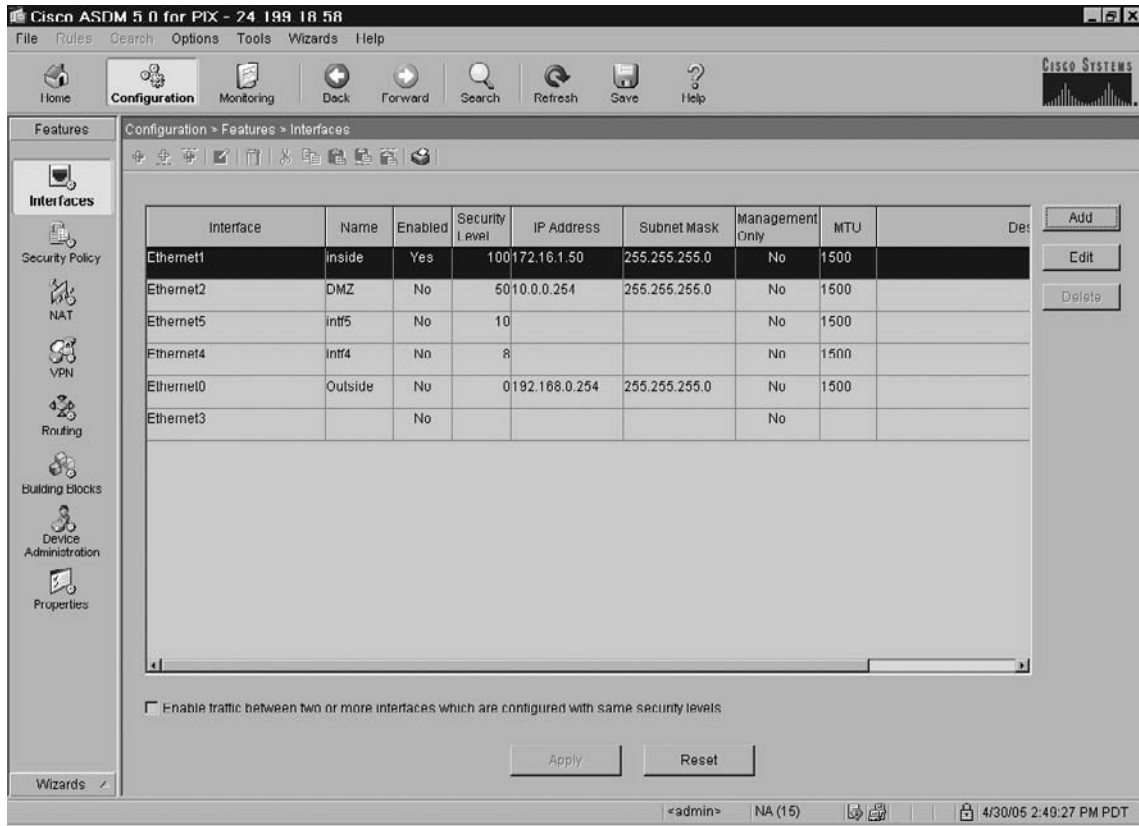 Cisco ASDM 5.0 for PIX - 24.199.18.58
File Rules Search Options Tools Wizards Help
Home Configuration Monitoring Back Forward Search Refresh Save Help
CISCO SYSTEMS
Features
Configuration > Features > Interfaces
Interfaces
Security Policy
NAT
VPN
Routing
Building Blocks
Device Administration
Properties
Wizards
Interface Name Enabled Security Level IP Address Subnet Mask Management Only MTU Des
Ethernet1 inside Yes 100 172.16.1.50 255.255.255.0 No 1500
Ethernet2 DMZ No 50 10.0.0.254 255.255.255.0 No 1500
Ethernet5 intf5 No 10 No 1500
Ethernet4 intf4 No 8 No 1500
Ethernet0 Outside No 0 192.168.0.254 255.255.255.0 No 1500
Ethernet3 No No
Add
Edit
Delete
Enable traffic between two or more interfaces which are configured with same security levels
Apply Reset
<admin> NA (15) 4/30/05 2:49:27 PM PDT